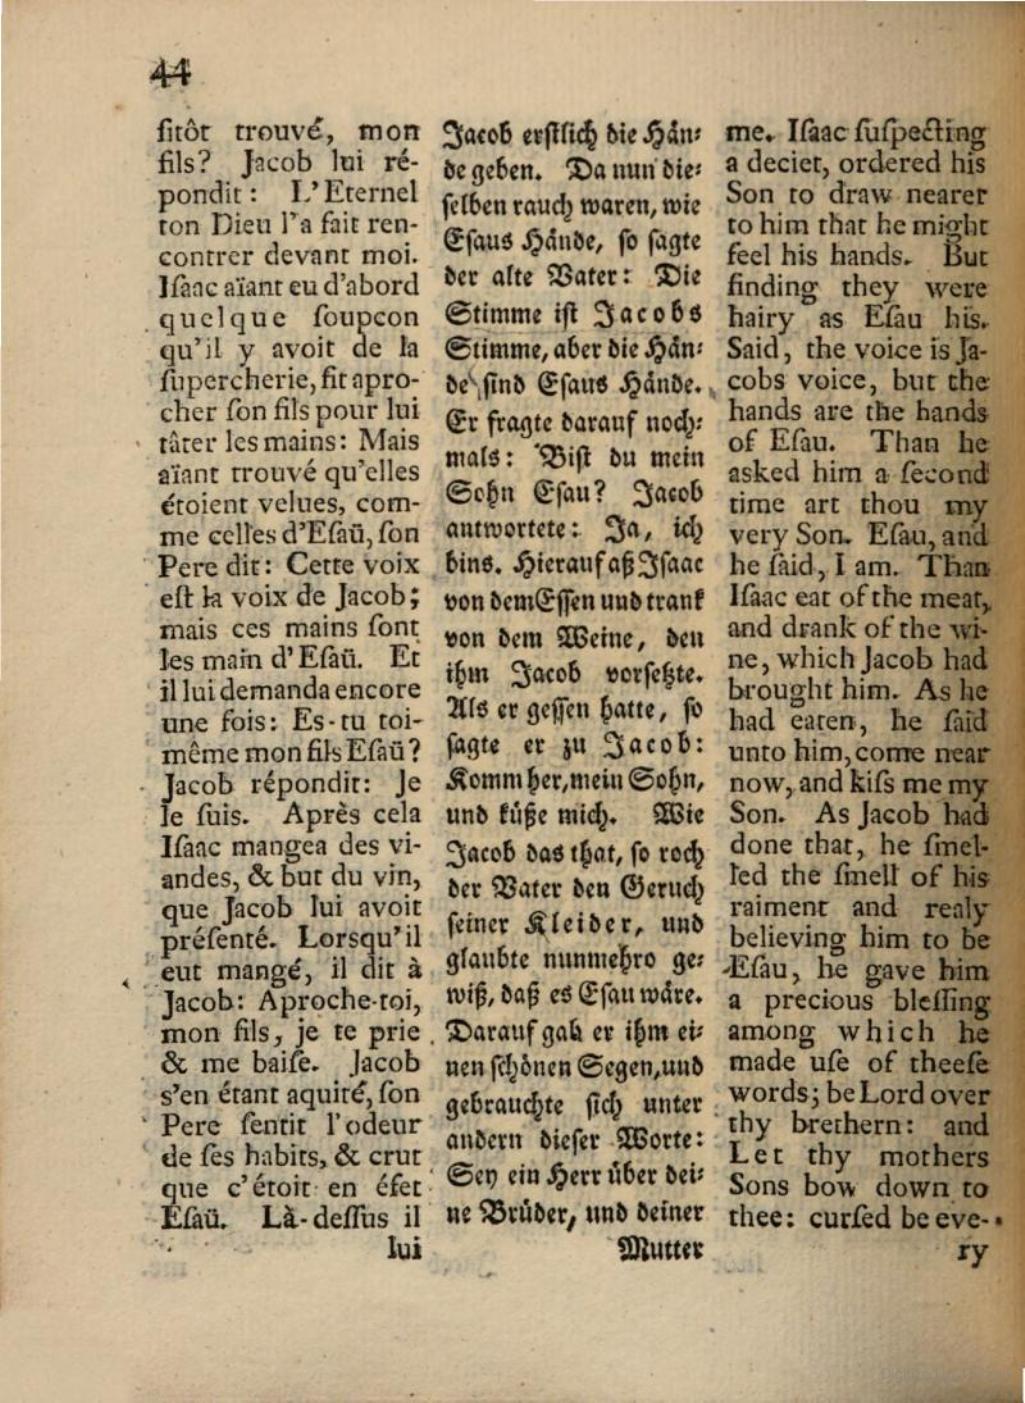 44
ſitôt trouvé, mon
fils? Jacob lui ré-
pondit: L'Eternel
ton Dieu l'a fait ren-
contrer devant moi.
Iſaac aïant eu d'abord
quelque ſoupcon
qu'il y avoit de la
ſupercherie, fit apro-
cher ſon fils pour lui
tâter les mains: Mais
aïant trouvé qu'elles
étoient velues, com-
me celles d'Eſaü, ſon
Pere dit: Cette voix
eſt la voix de Jacob;
mais ces mains ſont
les main d'Eſaü. Et
il lui demanda encore
une fois: Es-tu toi-
même mon fils Eſaü?
Jacob répondit: Je
le ſuis. Après cela
Iſaac mangea des vi-
andes, & but du vin,
que Jacob lui avoit
préſenté. Lorsqu'il
eut mangé, il dit à
Jacob: Aproche-toi,
mon fils, je te prie
& me baiſe. Jacob
s'en étant aquité, ſon
Pere ſentit l'odeur
de ſes habits, & crut
que c'étoit en éfet
Eſaü. Là-deſſus il
lui
Jacob erſtlich die Hän⸗
de geben. Da nun die⸗
ſelben rauch waren, wie
Eſaus Hände, ſo ſagte
der alte Vater: Die
Stimme iſt Jacobs
Stimme, aber die Hän⸗
de ſind Eſaus Hände.
Er fragte darauf noch⸗
mals: Biſt du mein
Sohn Eſau? Jacob
antwortete: Ja, ich
bins. Hierauf aß Iſaac
von dem Eſſen und trank
von dem Weine, den
ihm Jacob vorſetzte.
Als er geſſen hatte, ſo
ſagte er zu Jacob:
Komm her, mein Sohn,
und küße mich. Wie
Jacob das that, ſo roch
der Vater den Geruch
ſeiner Kleider, und
glaubte nunmehro ge⸗
wiß, daß es Eſau wäre.
Darauf gab er ihm ei⸗
nen ſchönen Segen, und
gebrauchte ſich unter
andern dieſer Worte:
Sey ein Herr über dei⸗
ne Brüder, und deiner
Mutter
me. Iſaac ſuſpecting
a deciet, ordered his
Son to draw nearer
to him that he might
feel his hands. But
finding they were
hairy as Eſau his.
Said, the voice is Ja-
cobs voice, but the
hands are the hands
of Eſau. Than he
asked him a ſecond
time art thou my
very Son. Eſau, and
he ſaid, I am. Than
Iſaac eat of the meat,
and drank of the wi-
ne, which Jacob had
brought him. As he
had eaten, he ſaid
unto him, come near
now, and kiſs me my
Son. As Jacob had
done that, he ſmel-
led the ſmell of his
raiment and realy
believing him to be
Eſau, he gave him
a precious bleſſing
among which he
made uſe of theeſe
words; be Lord over
thy brethern: and
Let thy mothers
Sons bow down to
thee: curſed be eve-
ry